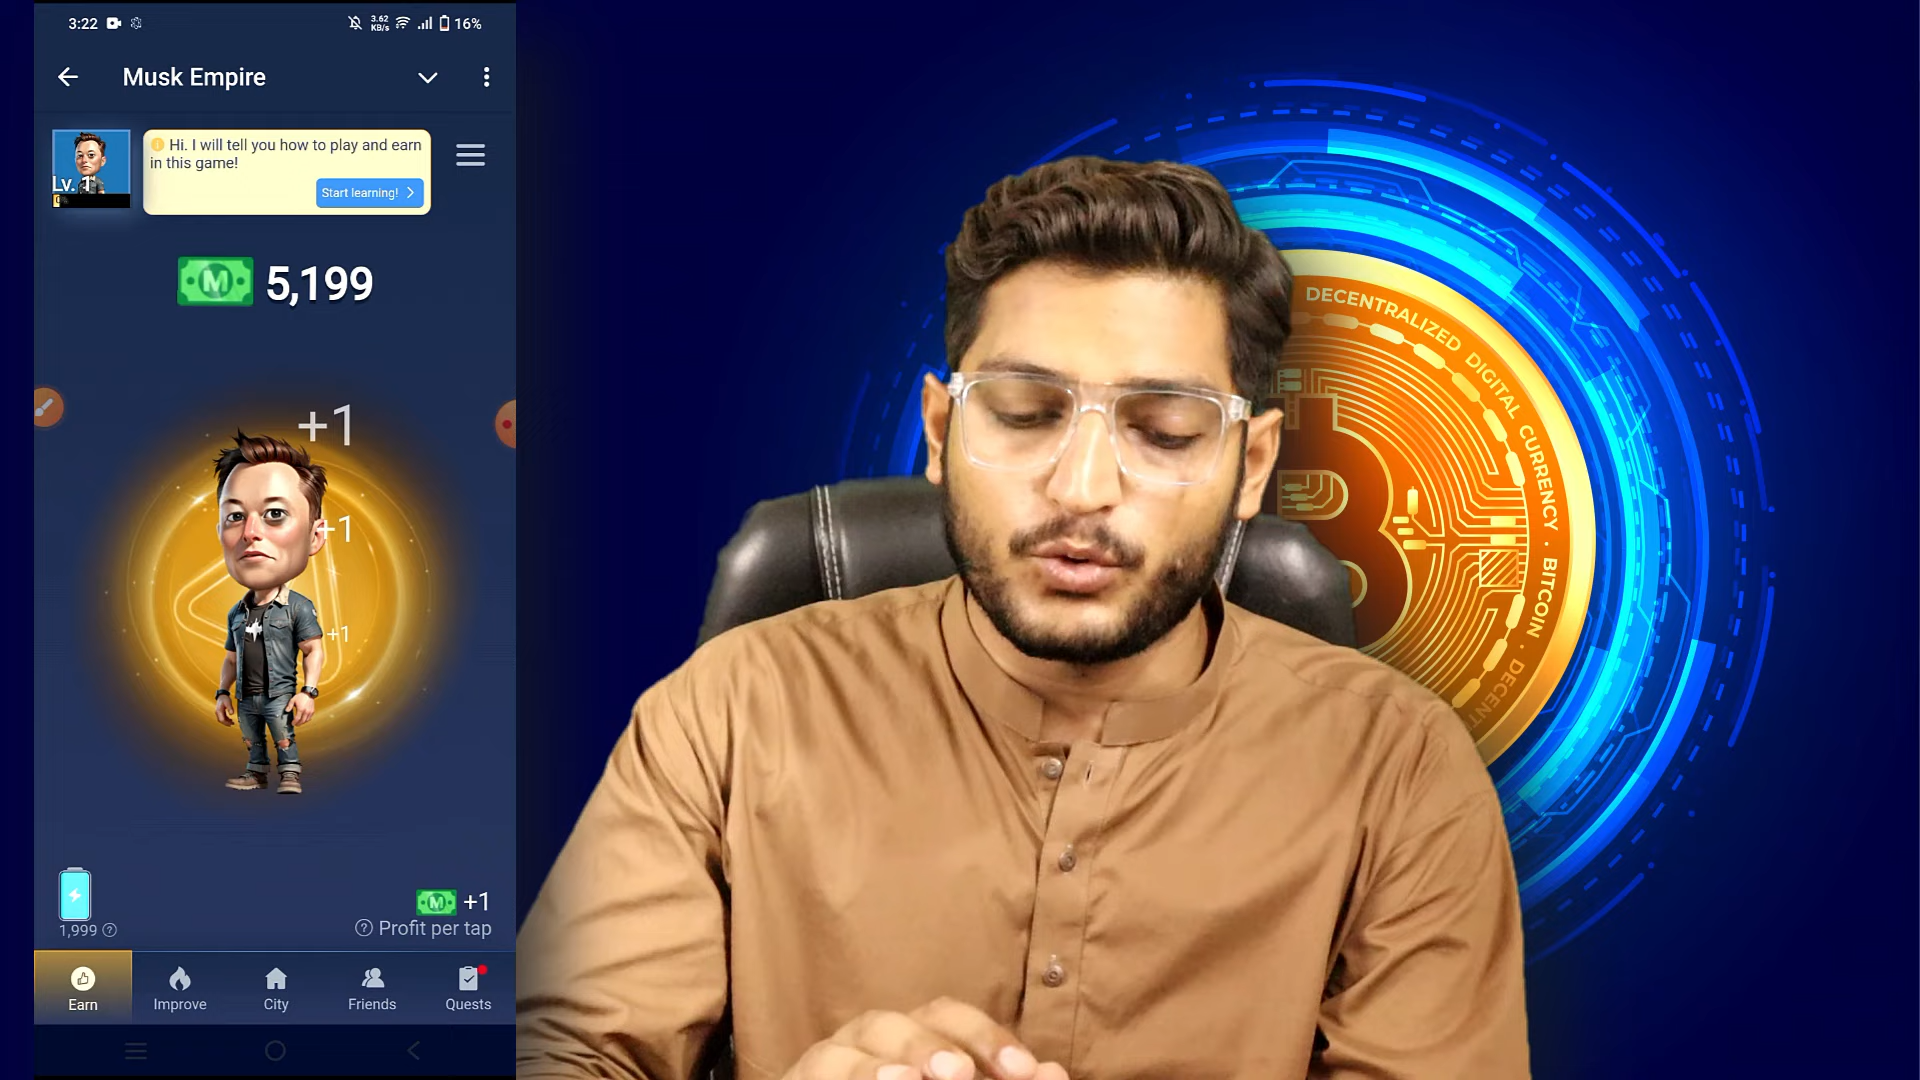 3:22
3.62
KB/s
16%
Musk Empire
Hi. I will tell you how to play and earn
in this game!
Start learning!
Lv. 1
M 5,199
+1
+1
+1
M +1
1,999
Profit per tap
Earn
Improve
City
Friends
Quests
DECENTRALIZED DIGITAL CURRENCY · BITCOIN · DECENT